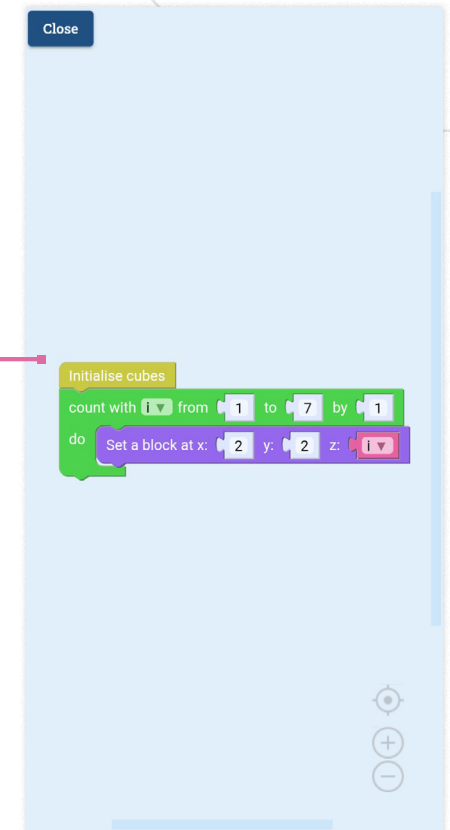 Close
Initialise cubes
count with i from 1 to 7 by 1
do Set a block at x: 2 y: 2 z: i